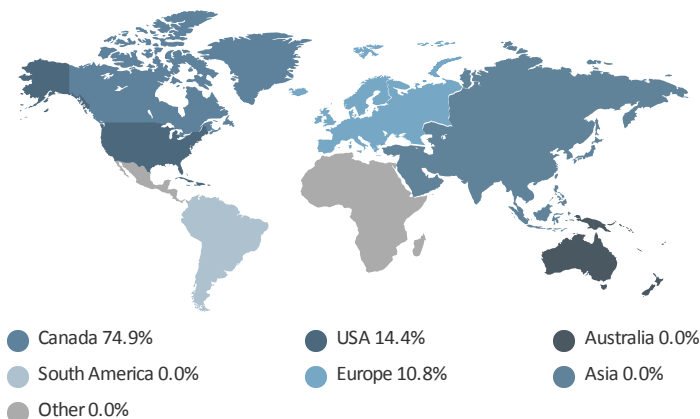 Canada 74.9%
USA 14.4%
Australia 0.0%
South America 0.0%
Europe 10.8%
Asia 0.0%
Other 0.0%